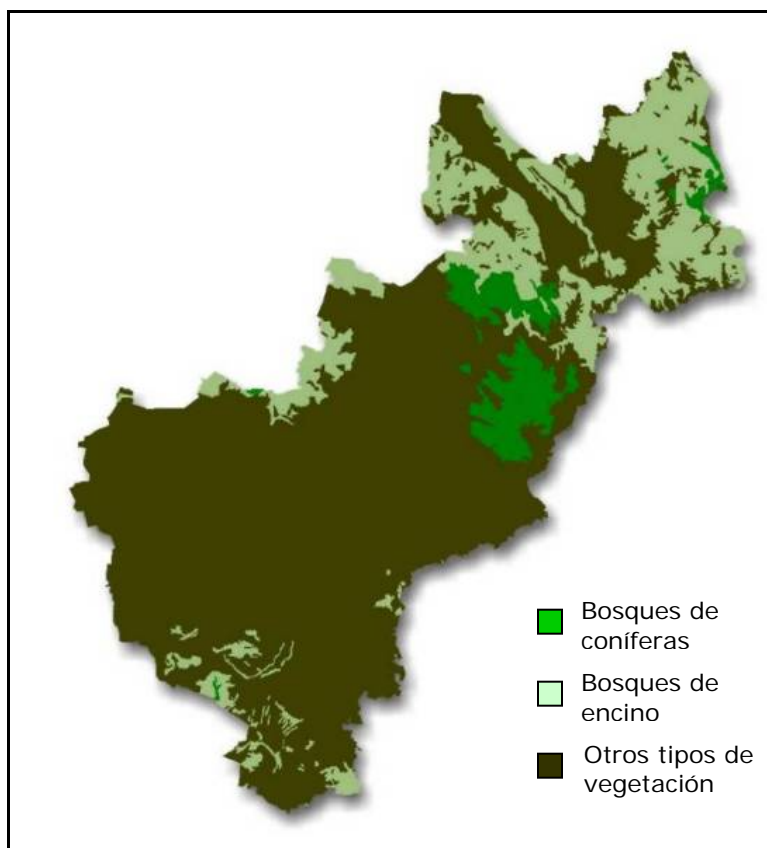 Bosques de
coníferas
Bosques de
encino
Otros tipos de
vegetación